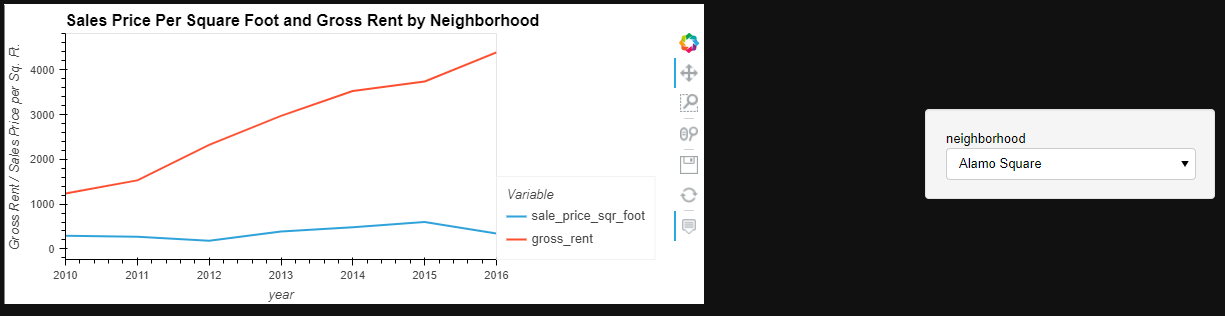 Sales Price Per Square Foot and Gross Rent by Neighborhood
Gross Rent / Sales Price per Sq. Ft.
4000
3000
2000
1000
0
2010 2011 2012 2013 2014 2015 2016
year
Variable
sale_price_sqr_foot
gross_rent
neighborhood
Alamo Square